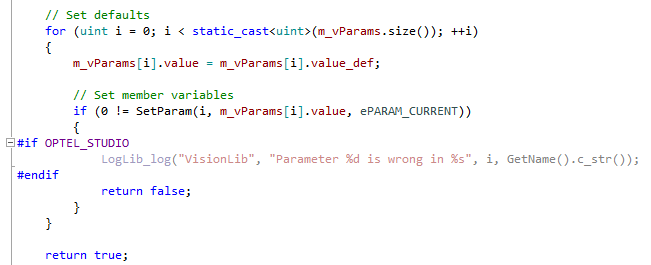 // Set defaults
for (uint i = 0; i < static_cast<uint>(m_vParams.size()); ++i)
{
m_vParams[i].value = m_vParams[i].value_def;
// Set member variables
if (0 != SetParam(i, m_vParams[i].value, ePARAM_CURRENT))
{
#if OPTEL_STUDIO
LogLib_log("VisionLib", "Parameter %d is wrong in %s", i, GetName().c_str());
#endif
return false;
}
}
return true;